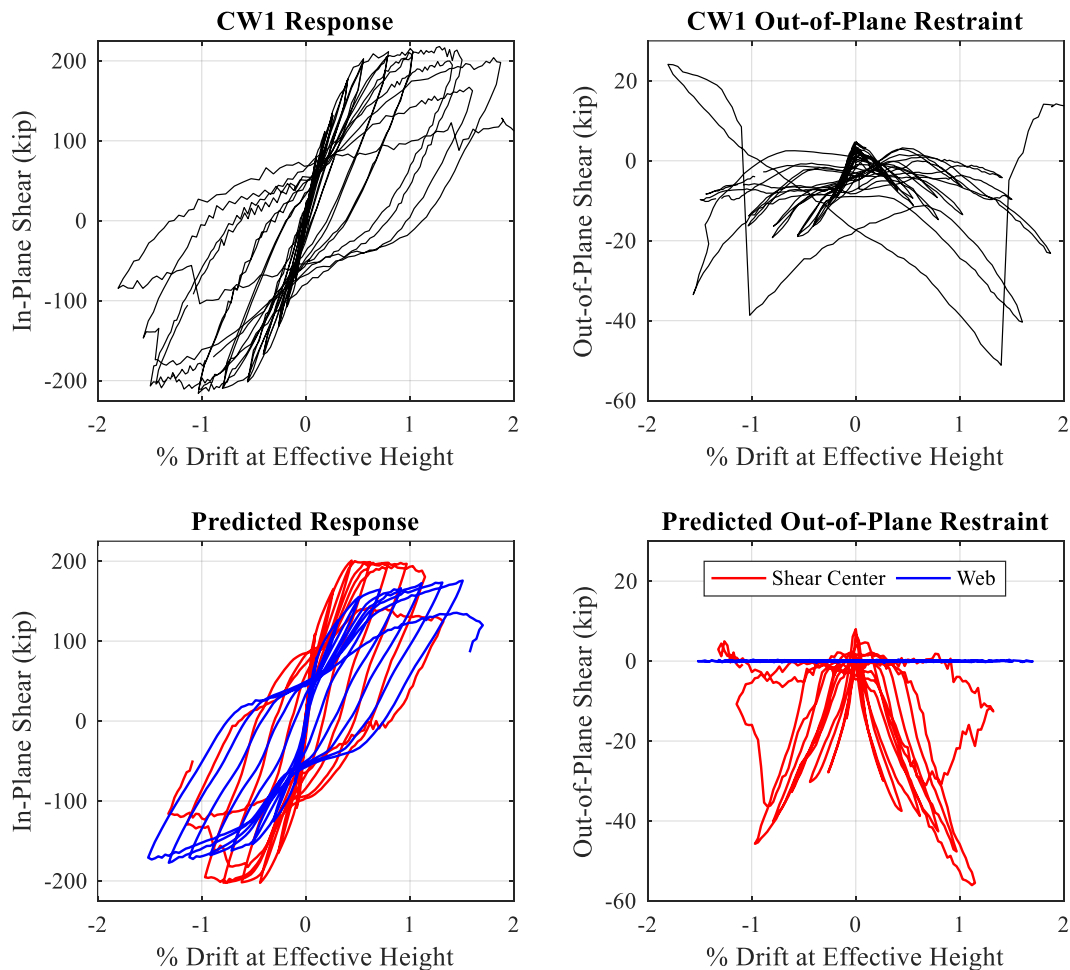 CW1 Response
In-Plane Shear (kip)
200
100
0
-100
-200
-2 -1 0 1 2
% Drift at Effective Height
CW1 Out-of-Plane Restraint
Out-of-Plane Shear (kip)
20
0
-20
-40
-60
-2 -1 0 1 2
% Drift at Effective Height
Predicted Response
In-Plane Shear (kip)
200
100
0
-100
-200
-2 -1 0 1 2
% Drift at Effective Height
Predicted Out-of-Plane Restraint
Shear Center Web
Out-of-Plane Shear (kip)
20
0
-20
-40
-60
-2 -1 0 1 2
% Drift at Effective Height